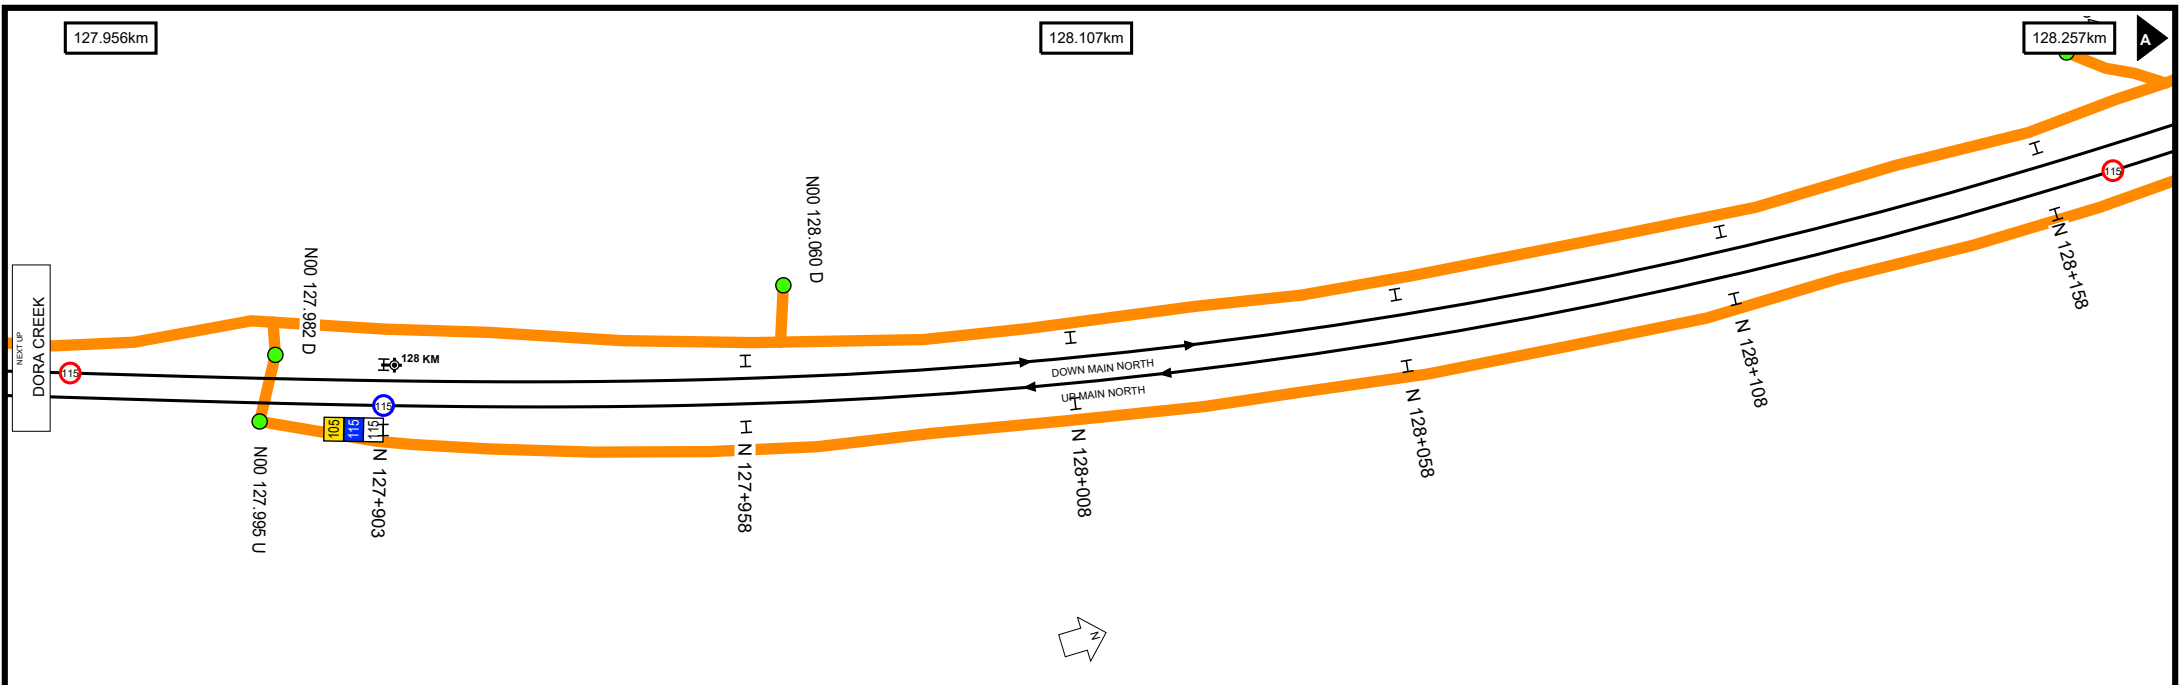 127.956km
128.107km
128.257km
A
N00 128.060 D
N00 127.982 D
NEXT UP
DORA CREEK
115
128 KM
115
105
115
115
N00 127.995 U
N 127+903
N 127+958
DOWN MAIN NORTH
UP MAIN NORTH
N 128+008
N 128+058
N 128+108
N 128+158
115
N